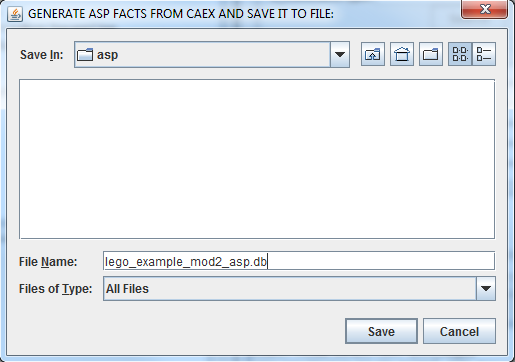 GENERATE ASP FACTS FROM CAEX AND SAVE IT TO FILE:
Save In: asp
File Name: lego_example_mod2_asp.db
Files of Type: All Files
Save Cancel